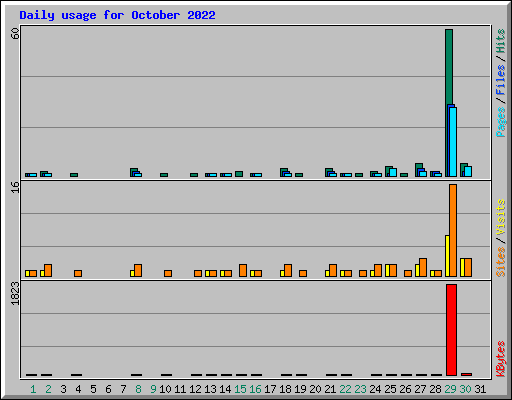 Daily usage for October 2022
60
Pages/Files/Hits
16
Sites/Visits
1823
KBytes
1 2 3 4 5 6 7 8 9 10 11 12 13 14 15 16 17 18 19 20 21 22 23 24 25 26 27 28 29 30 31